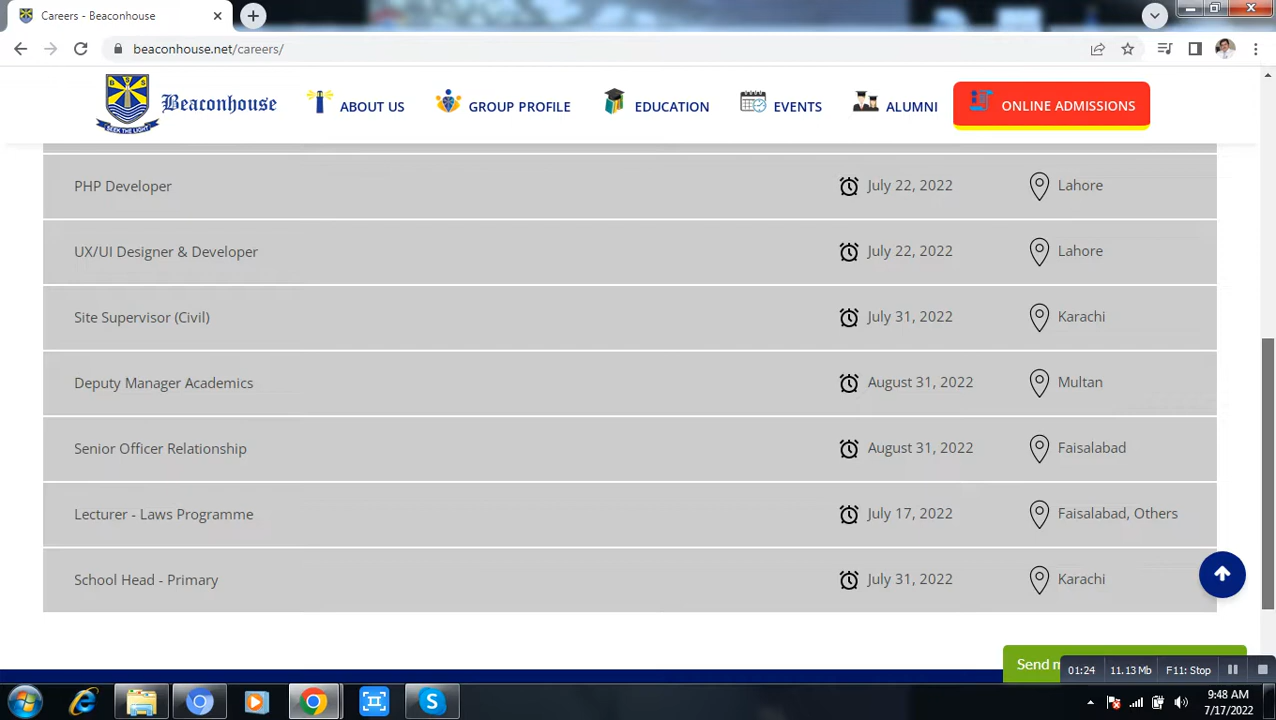 Careers - Beaconhouse
beaconhouse.net/careers/
Beaconhouse
SEEK THE LIGHT
ABOUT US
GROUP PROFILE
EDUCATION
EVENTS
ALUMNI
ONLINE ADMISSIONS
PHP Developer July 22, 2022 Lahore
UX/UI Designer & Developer July 22, 2022 Lahore
Site Supervisor (Civil) July 31, 2022 Karachi
Deputy Manager Academics August 31, 2022 Multan
Senior Officer Relationship August 31, 2022 Faisalabad
Lecturer - Laws Programme July 17, 2022 Faisalabad, Others
School Head - Primary July 31, 2022 Karachi
Send
01:24 11.13 Mb F11: Stop
9:48 AM
7/17/2022